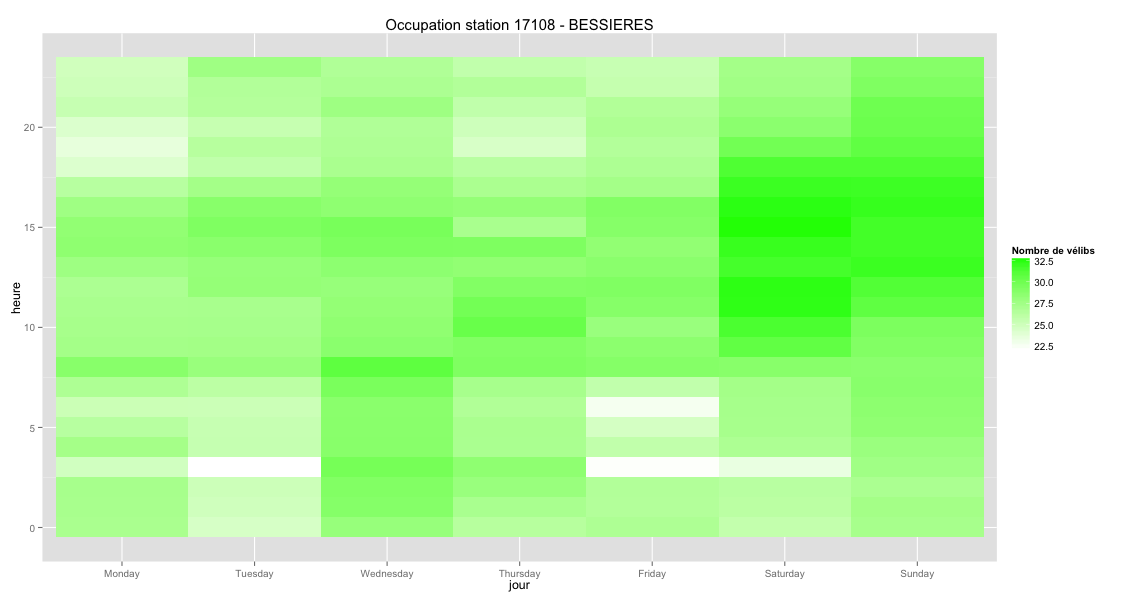 Occupation station 17108 - BESSIERES
heure
20
15
10
5
0
Monday Tuesday Wednesday Thursday Friday Saturday Sunday
jour
Nombre de vélibs
32.5
30.0
27.5
25.0
22.5